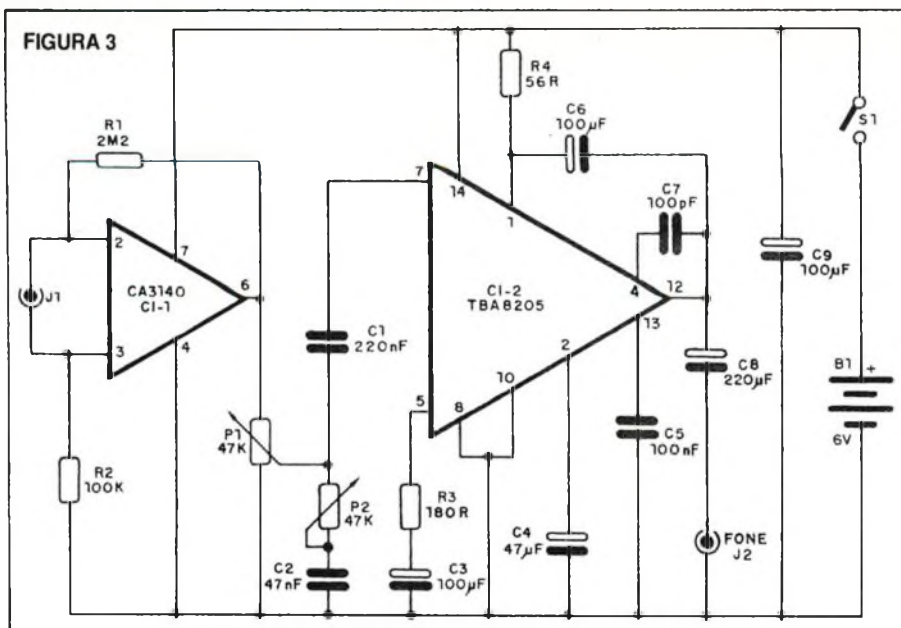 FIGURA 3
R1
2M2
J1
2
3
7
6
4
CA3140
CI-1
R2
100K
P1
47K
P2
47K
C1
220nF
C2
47nF
7
14
1
4
12
13
2
10
8
5
CI-2
TBA820S
R3
180R
C3
100µF
R4
56R
C6
100µF
C7
100pF
C4
47µF
C5
100nF
C8
220µF
FONE
J2
C9
100µF
S1
B1
+
6V